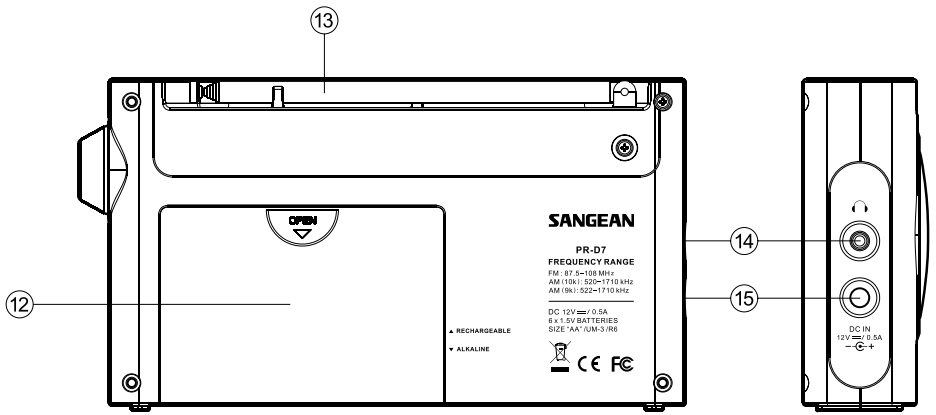 13
OPEN
SANGEAN
PR-D7
FREQUENCY RANGE
FM : 87.5–108 MHz
AM (10k) : 520–1710 kHz
AM (9k) : 522–1710 kHz
14
12
15
DC 12V ⎓ / 0.5A
6 x 1.5V BATTERIES
SIZE "AA" /UM-3 /R6
▲ RECHARGEABLE
▼ ALKALINE
CE FC
DC IN
12V ⎓ / 0.5A
− +